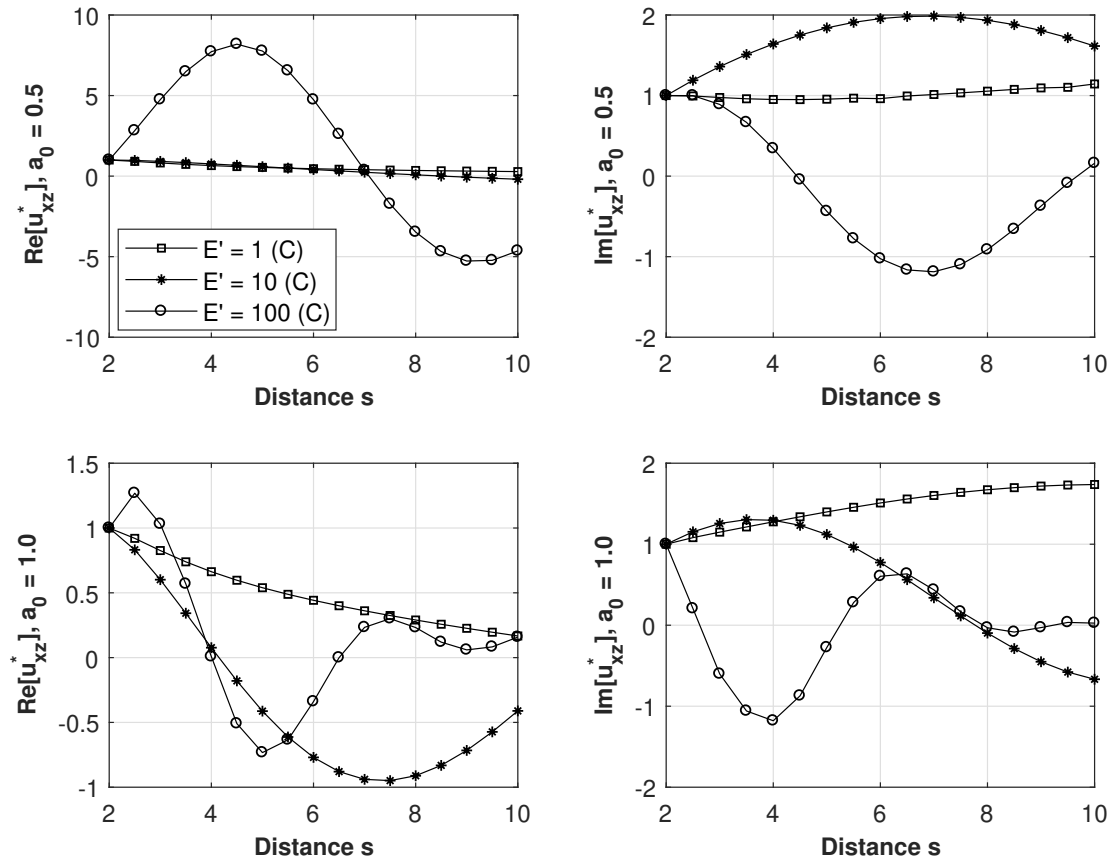 10
5
0
-5
-10
Re[u*xz], a0 = 0.5
E' = 1 (C)
E' = 10 (C)
E' = 100 (C)
2 4 6 8 10
Distance s
2
1
0
-1
-2
Im[u*xz], a0 = 0.5
2 4 6 8 10
Distance s
1.5
1
0.5
0
-0.5
-1
Re[u*xz], a0 = 1.0
2 4 6 8 10
Distance s
2
1
0
-1
-2
Im[u*xz], a0 = 1.0
2 4 6 8 10
Distance s